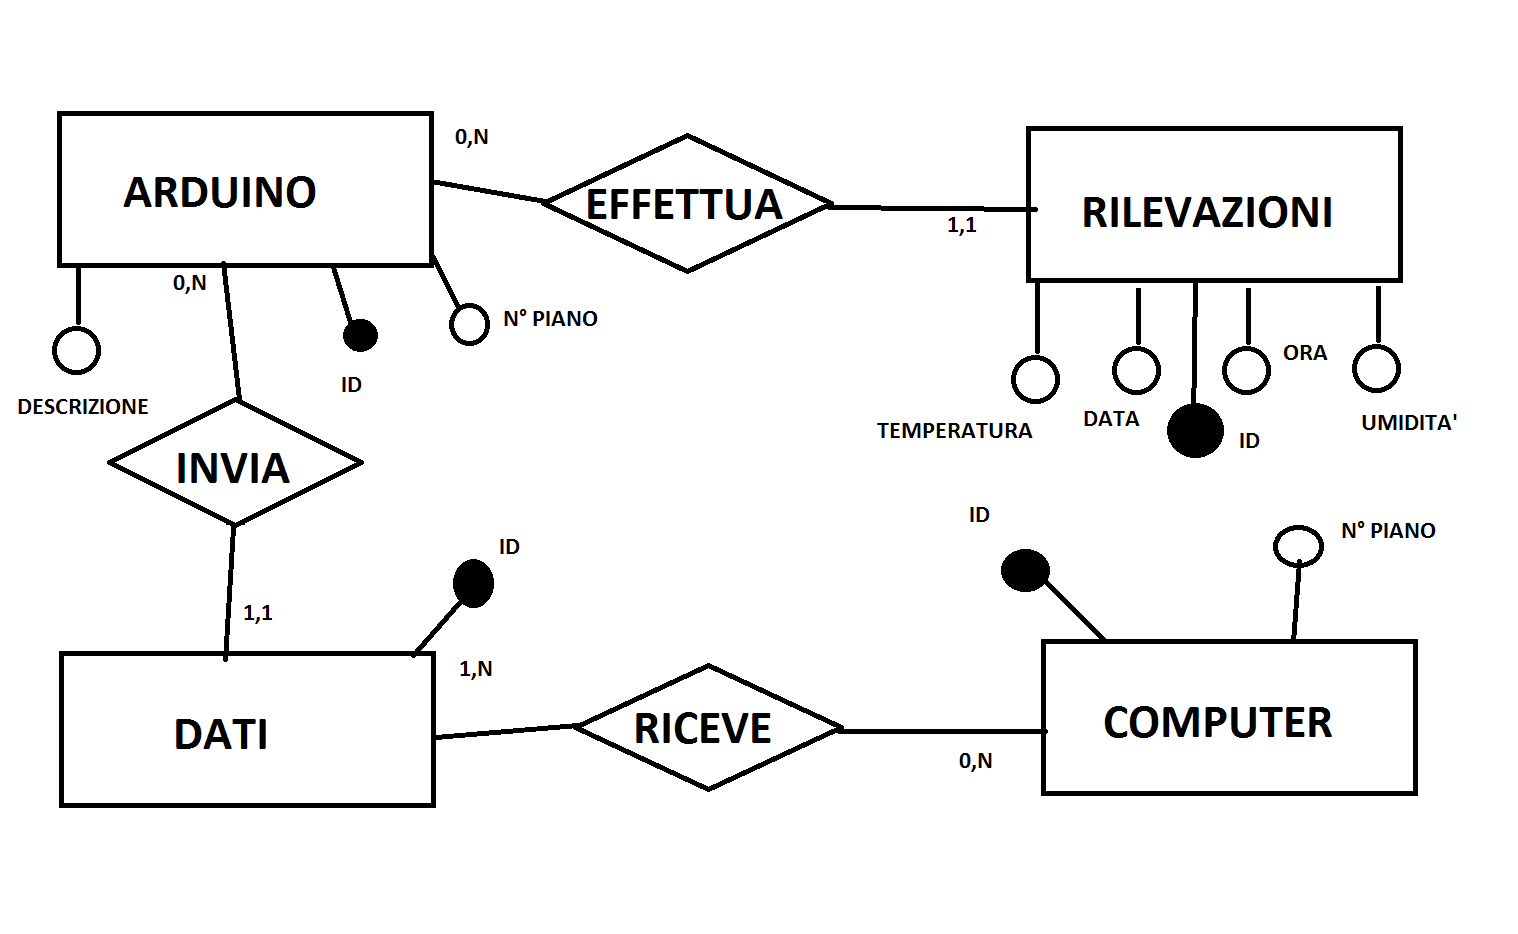 0,N
ARDUINO
EFFETTUA
RILEVAZIONI
1,1
0,N
N° PIANO
ORA
ID
DESCRIZIONE
TEMPERATURA
DATA
ID
UMIDITA'
INVIA
ID
N° PIANO
ID
1,1
1,N
DATI
RICEVE
COMPUTER
0,N